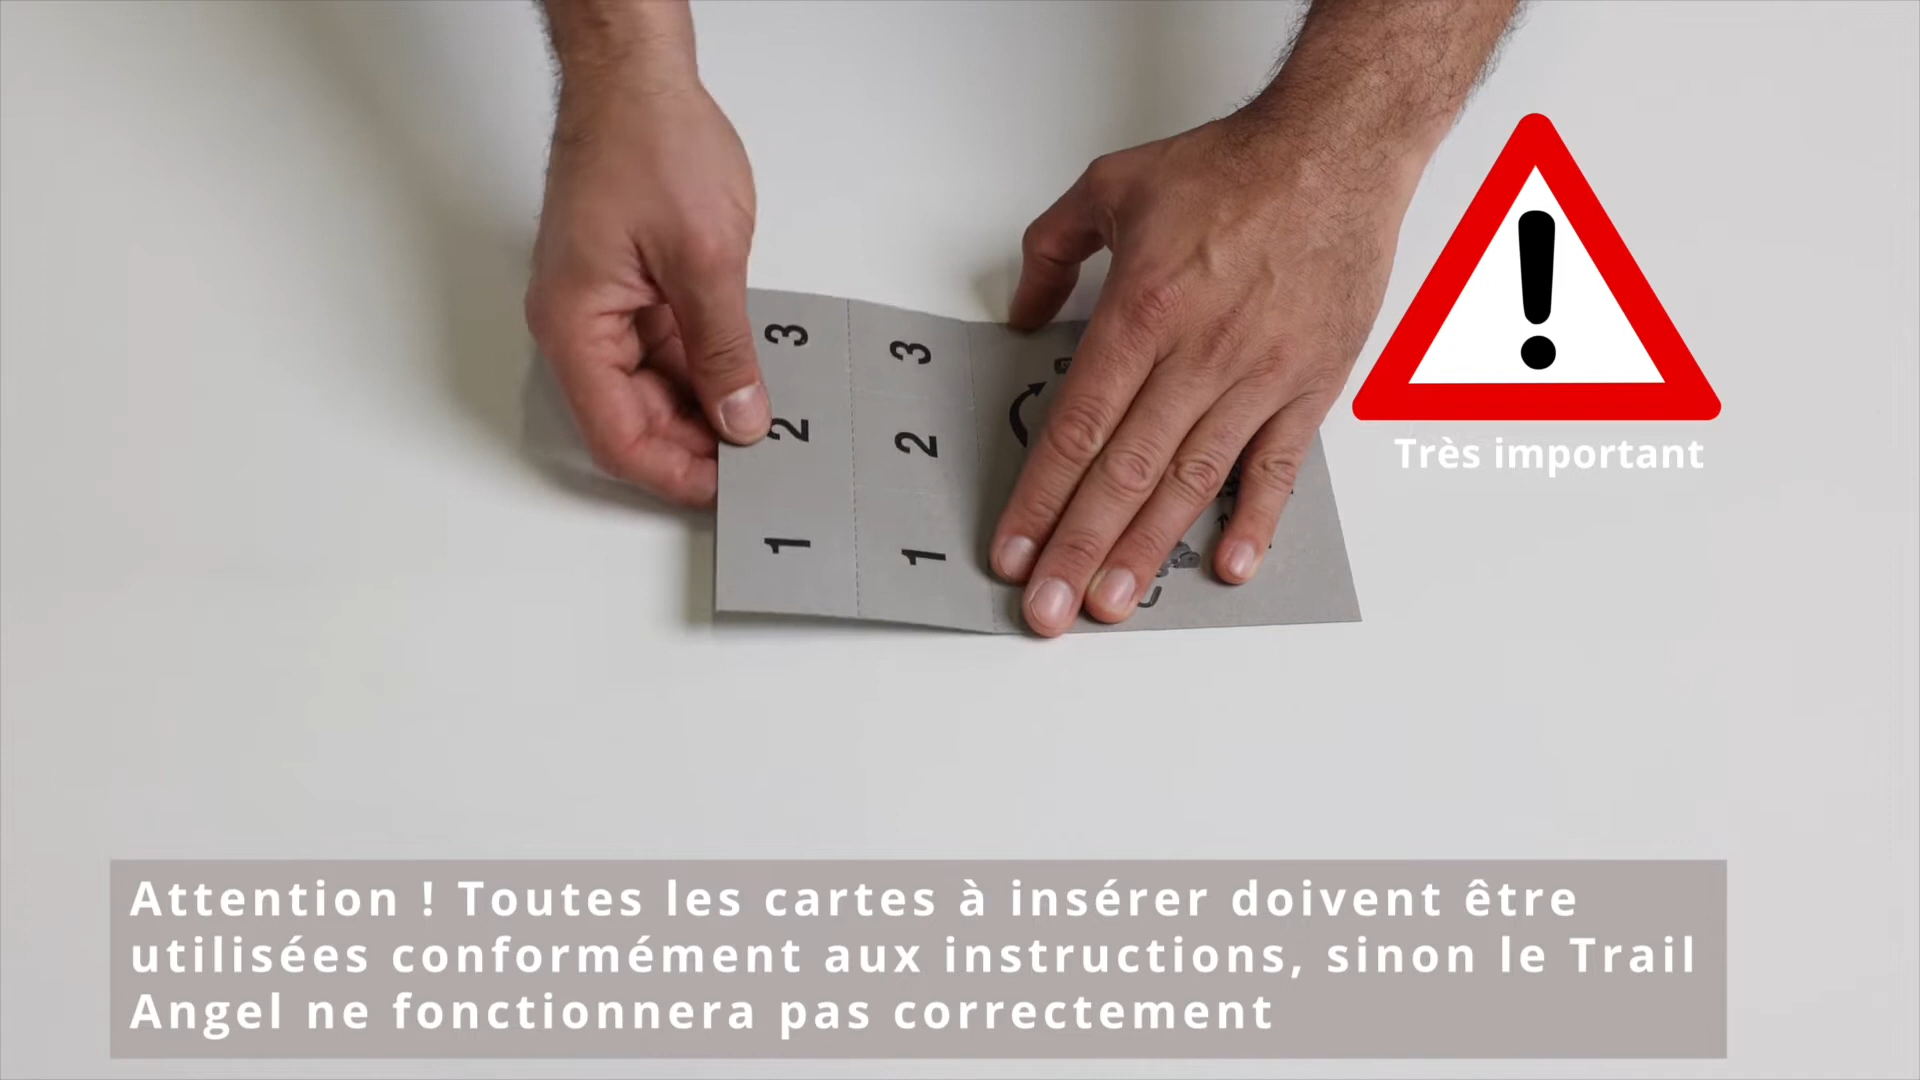 3 3
2 2
1 1
Très important
Attention ! Toutes les cartes à insérer doivent être
utilisées conformément aux instructions, sinon le Trail
Angel ne fonctionnera pas correctement